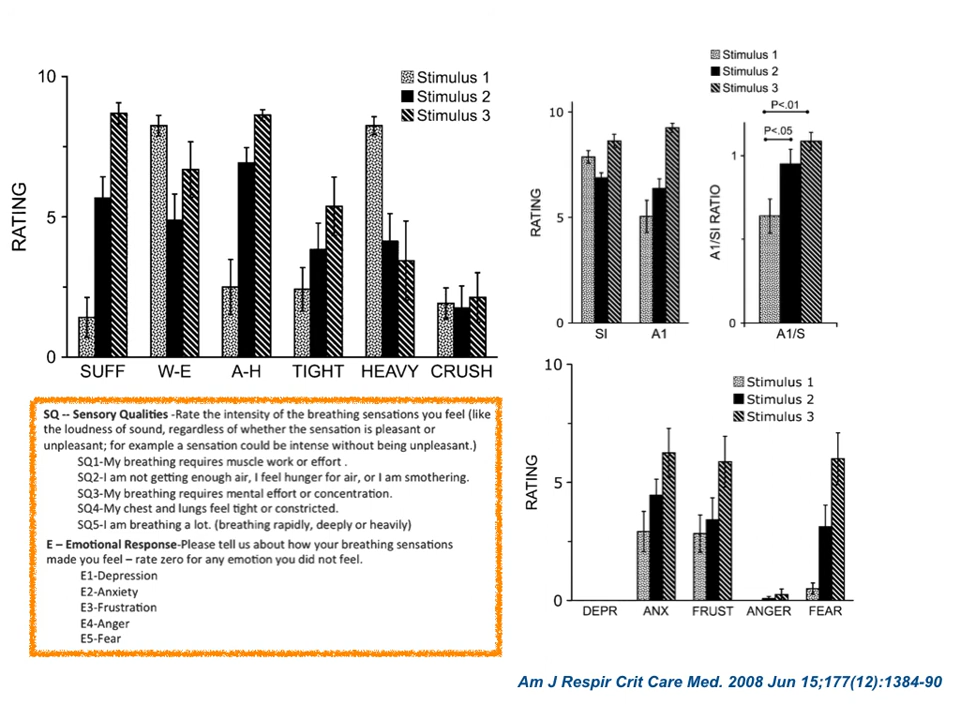 10
5
0
RATING
Stimulus 1
Stimulus 2
Stimulus 3
SUFF W-E A-H TIGHT HEAVY CRUSH
Stimulus 1
Stimulus 2
Stimulus 3
10
5
0
RATING
SI A1
P<.01
P<.05
1
0
A1/SI RATIO
A1/S
SQ -- Sensory Qualities -Rate the intensity of the breathing sensations you feel (like
the loudness of sound, regardless of whether the sensation is pleasant or
unpleasant; for example a sensation could be intense without being unpleasant.)
SQ1-My breathing requires muscle work or effort .
SQ2-I am not getting enough air, I feel hunger for air, or I am smothering.
SQ3-My breathing requires mental effort or concentration.
SQ4-My chest and lungs feel tight or constricted.
SQ5-I am breathing a lot. (breathing rapidly, deeply or heavily)
E – Emotional Response-Please tell us about how your breathing sensations
made you feel – rate zero for any emotion you did not feel.
E1-Depression
E2-Anxiety
E3-Frustration
E4-Anger
E5-Fear
10
5
0
RATING
Stimulus 1
Stimulus 2
Stimulus 3
DEPR ANX FRUST ANGER FEAR
Am J Respir Crit Care Med. 2008 Jun 15;177(12):1384-90